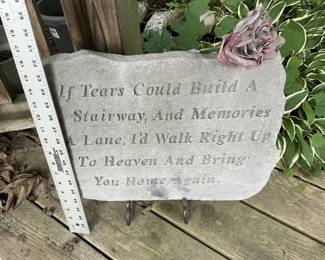 If Tears Could Build A
Stairway, And Memories
A Lane, I'd Walk Right Up
To Heaven And Bring
You Home Again.